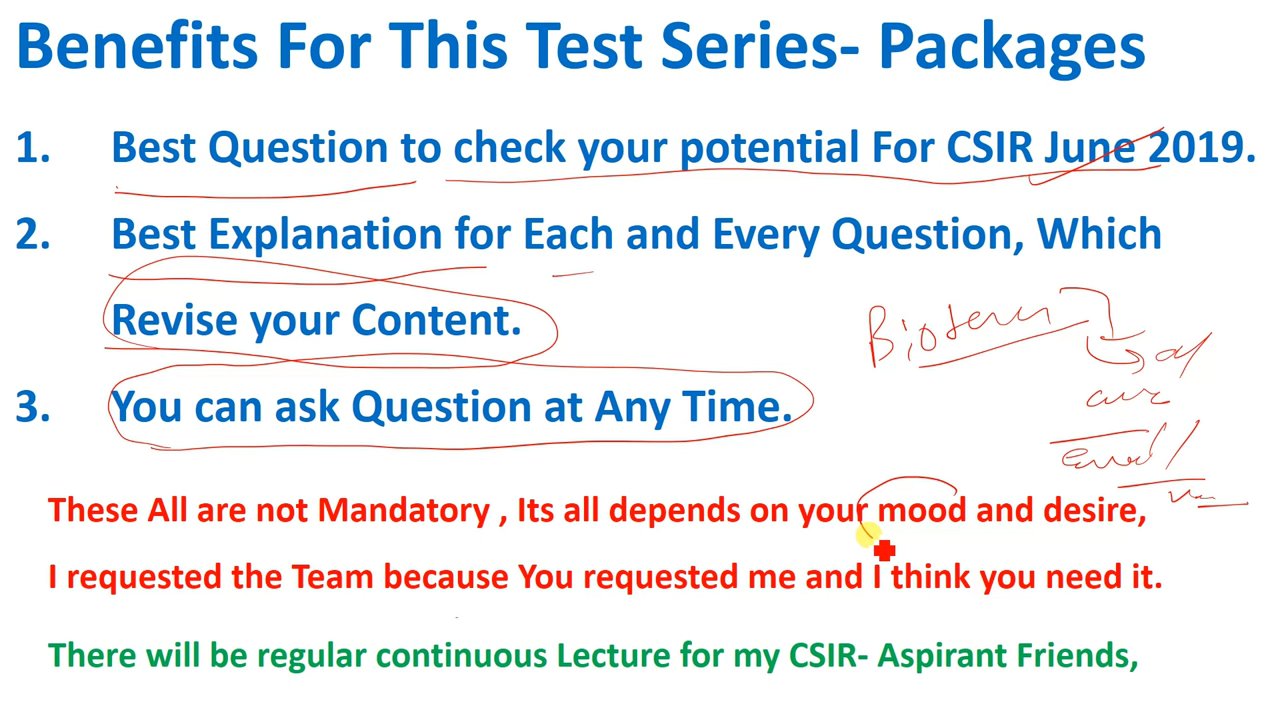 Benefits For This Test Series- Packages
1. Best Question to check your potential For CSIR June 2019.
2. Best Explanation for Each and Every Question, Which
Revise your Content.
3. You can ask Question at Any Time.
These All are not Mandatory , Its all depends on your mood and desire,
I requested the Team because You requested me and I think you need it.
There will be regular continuous Lecture for my CSIR- Aspirant Friends,